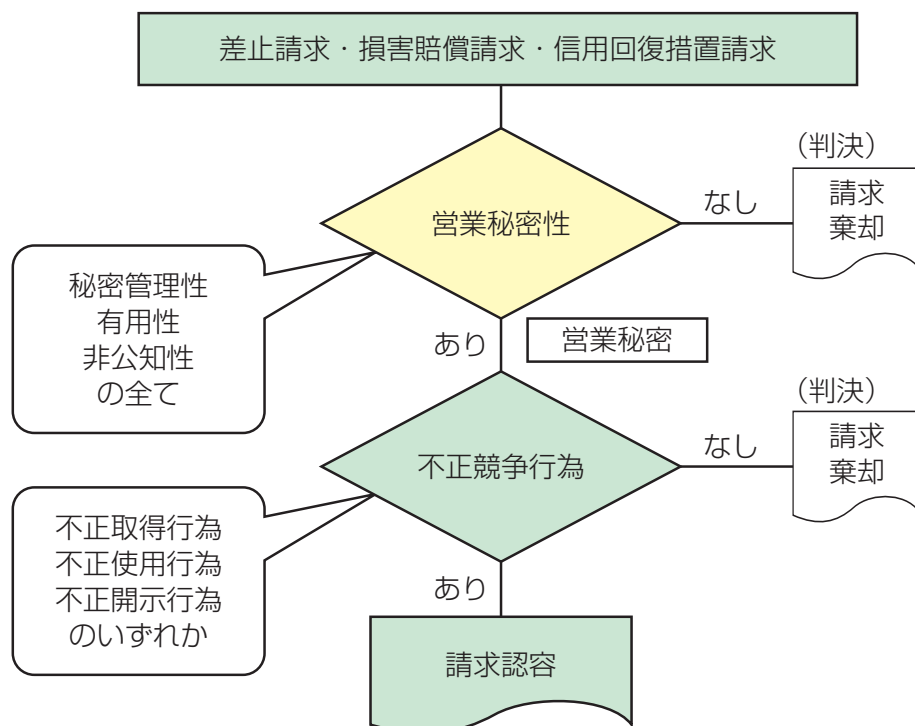 差止請求・損害賠償請求・信用回復措置請求
(判決)
請求
棄却
なし
営業秘密性
秘密管理性
有用性
非公知性
の全て
あり
営業秘密
(判決)
請求
棄却
なし
不正競争行為
不正取得行為
不正使用行為
不正開示行為
のいずれか
あり
請求認容